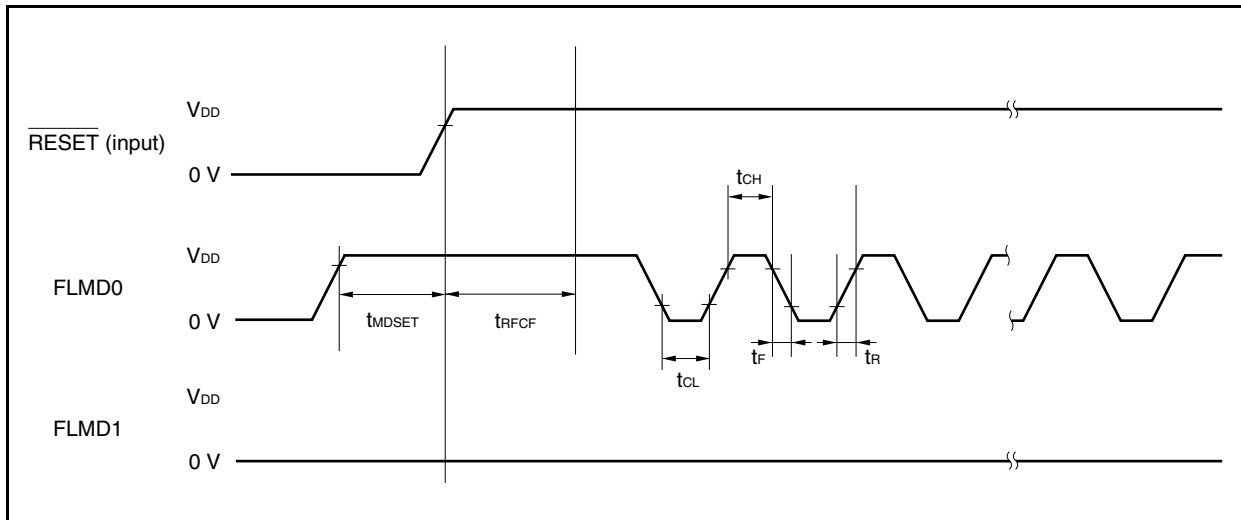 VDD
RESET (input)
0 V
tCH
VDD
FLMD0
0 V
tMDSET
tRFCF
tF
tR
tCL
VDD
FLMD1
0 V